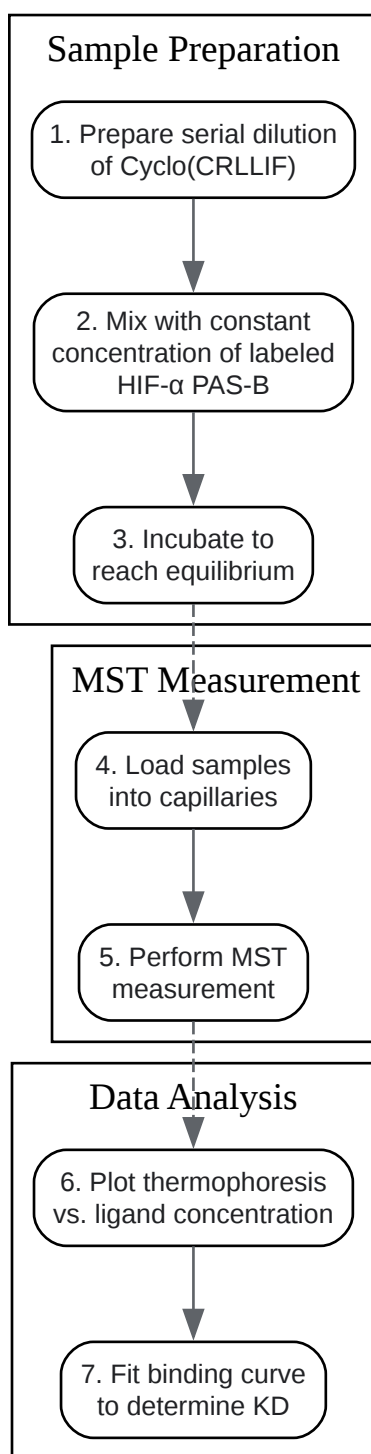 Sample Preparation
1. Prepare serial dilution
of Cyclo(CRLLIF)
2. Mix with constant
concentration of labeled
HIF-α PAS-B
3. Incubate to
reach equilibrium
MST Measurement
4. Load samples
into capillaries
5. Perform MST
measurement
Data Analysis
6. Plot thermophoresis
vs. ligand concentration
7. Fit binding curve
to determine KD